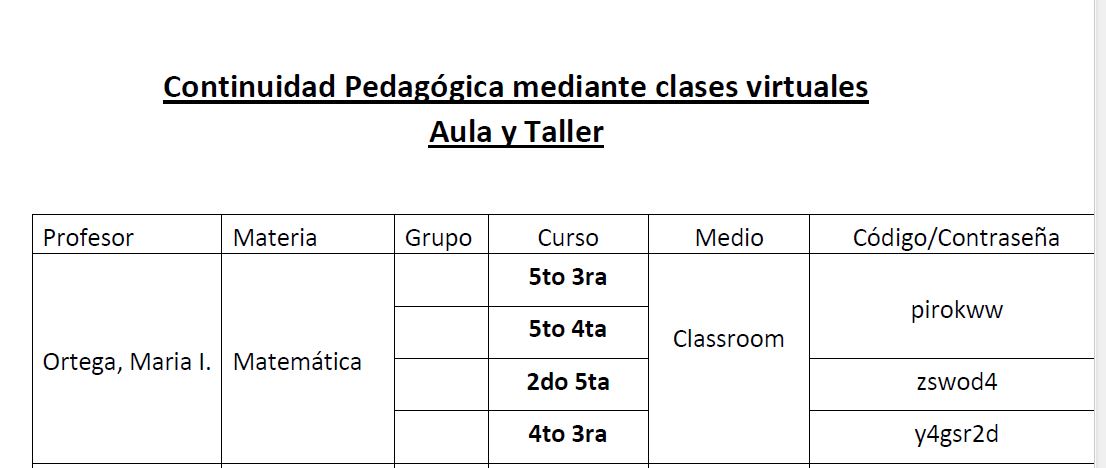 Continuidad Pedagógica mediante clases virtuales
Aula y Taller
Profesor Materia Grupo Curso Medio Código/Contraseña
5to 3ra
pirokww
5to 4ta
Classroom
Ortega, Maria I. Matemática
2do 5ta zswod4
4to 3ra y4gsr2d